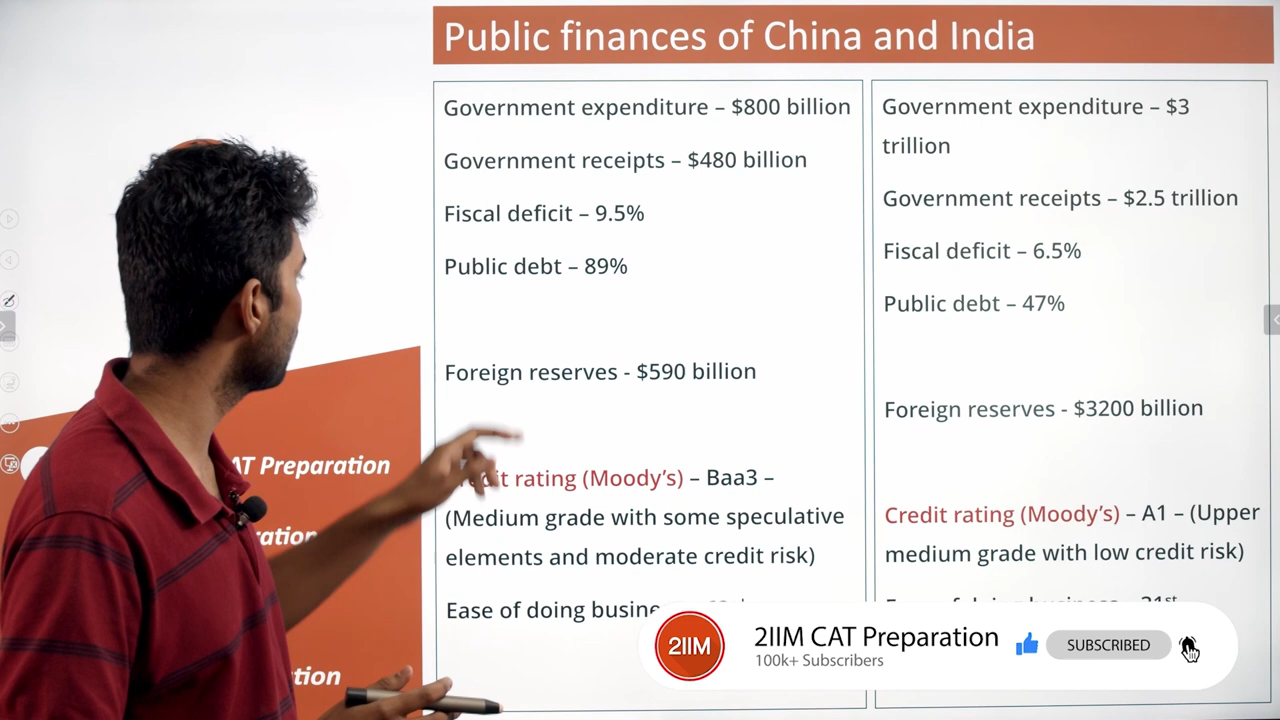 Public finances of China and India
Government expenditure – $800 billion
Government receipts – $480 billion
Fiscal deficit – 9.5%
Public debt – 89%
Foreign reserves - $590 billion
rating (Moody’s) – Baa3 –
(Medium grade with some speculative
elements and moderate credit risk)
Ease of doing
Government expenditure – $3
trillion
Government receipts – $2.5 trillion
Fiscal deficit – 6.5%
Public debt – 47%
Foreign reserves - $3200 billion
Credit rating (Moody’s) – A1 – (Upper
medium grade with low credit risk)
31st
AT Preparation
ration
tion
2IIM
2IIM CAT Preparation
100k+ Subscribers
SUBSCRIBED